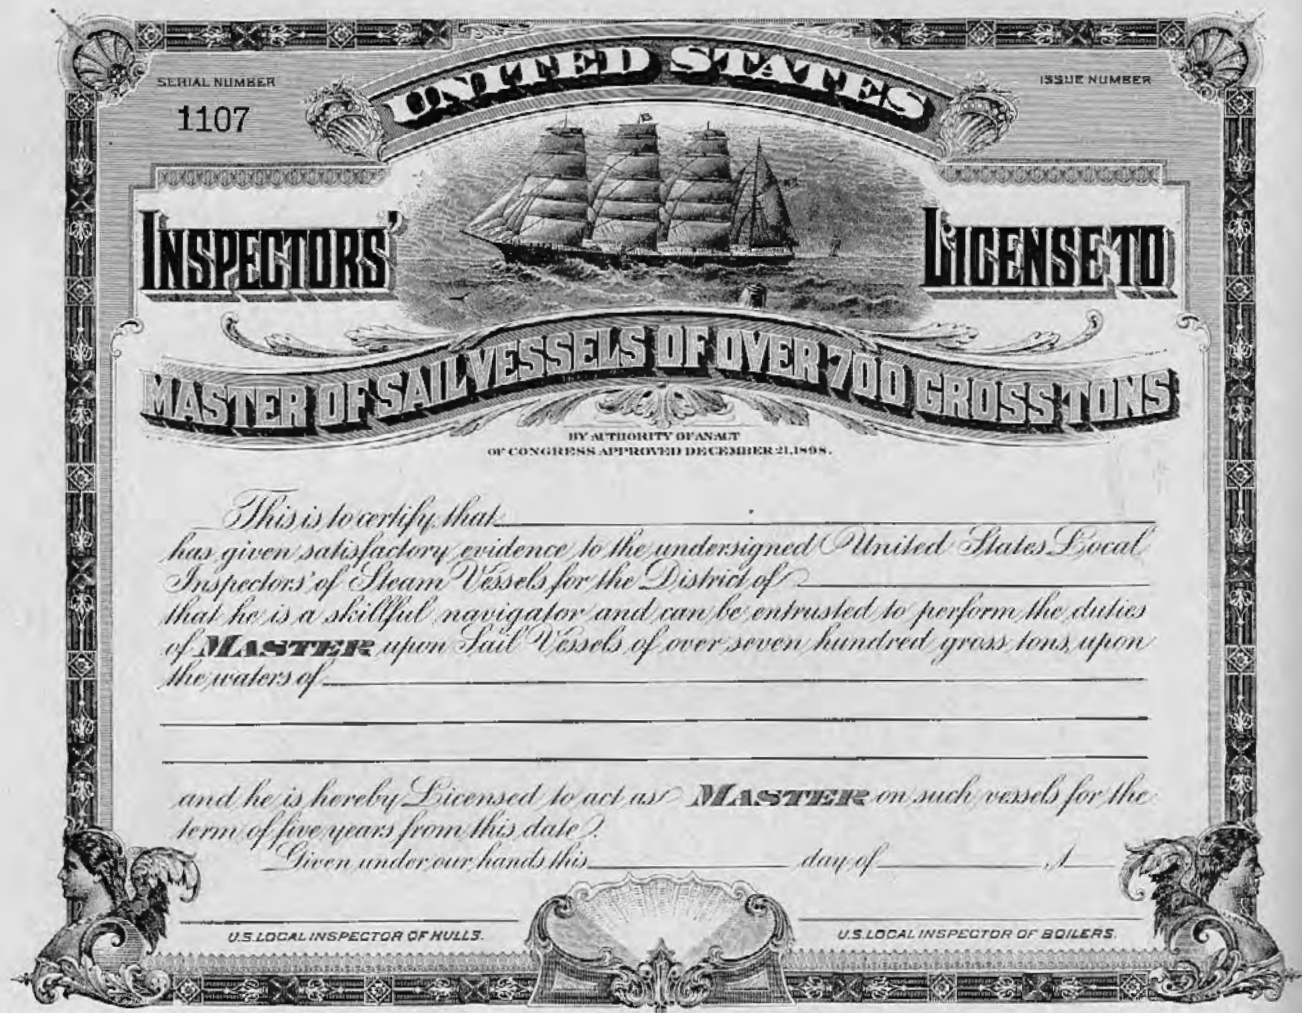 SERIAL NUMBER
1107
ISSUE NUMBER
UNITED STATES
INSPECTORS' LICENSE TO
MASTER OF SAIL VESSELS OF OVER 700 GROSS TONS
BY AUTHORITY OF AN ACT
OF CONGRESS APPROVED DECEMBER 21, 1898.
This is to certify that
has given satisfactory evidence to the undersigned United States Local
Inspectors of Steam Vessels for the District of
that he is a skillful navigator and can be entrusted to perform the duties
of MASTER upon Sail Vessels of over seven hundred gross tons, upon
the waters of
and he is hereby Licensed to act as MASTER on such vessels for the
term of five years from this date.
Given under our hands this day of , 1
U.S. LOCAL INSPECTOR OF HULLS.
U.S. LOCAL INSPECTOR OF BOILERS.